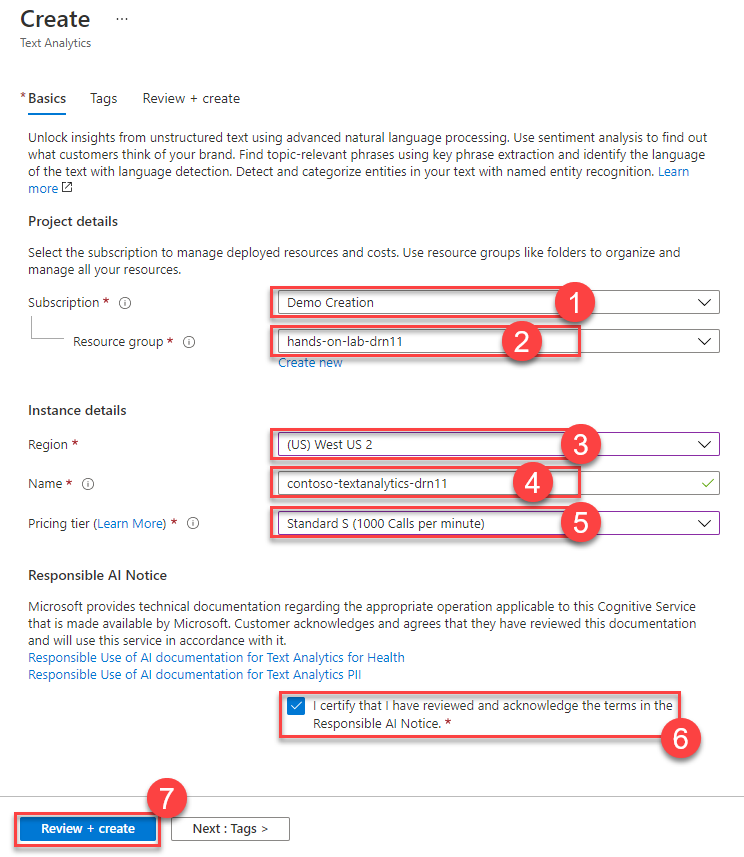 Create ...
Text Analytics
* Basics Tags Review + create
Unlock insights from unstructured text using advanced natural language processing. Use sentiment analysis to find out
what customers think of your brand. Find topic-relevant phrases using key phrase extraction and identify the language
of the text with language detection. Detect and categorize entities in your text with named entity recognition. Learn
more
Project details
Select the subscription to manage deployed resources and costs. Use resource groups like folders to organize and
manage all your resources.
Subscription * Demo Creation 1
Resource group * hands-on-lab-drn11 2
Create new
Instance details
Region * (US) West US 2 3
Name * contoso-textanalytics-drn11 4
Pricing tier (Learn More) * Standard S (1000 Calls per minute) 5
Responsible AI Notice
Microsoft provides technical documentation regarding the appropriate operation applicable to this Cognitive Service
that is made available by Microsoft. Customer acknowledges and agrees that they have reviewed this documentation
and will use this service in accordance with it.
Responsible Use of AI documentation for Text Analytics for Health
Responsible Use of AI documentation for Text Analytics PII
I certify that I have reviewed and acknowledge the terms in the
Responsible AI Notice. *
6
7
Review + create Next : Tags >